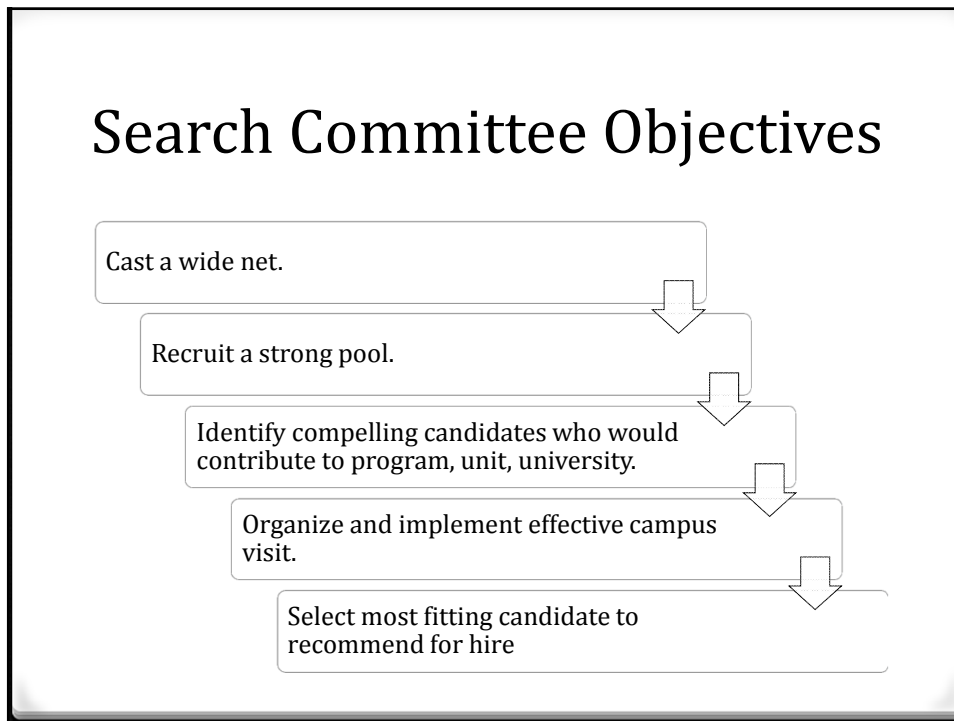 Search Committee Objectives
Cast a wide net.
Recruit a strong pool.
Identify compelling candidates who would
contribute to program, unit, university.
Organize and implement effective campus
visit.
Select most fitting candidate to
recommend for hire